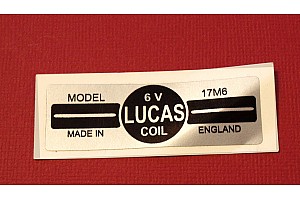 MODEL 6 V 17M6
LUCAS
MADE IN COIL ENGLAND